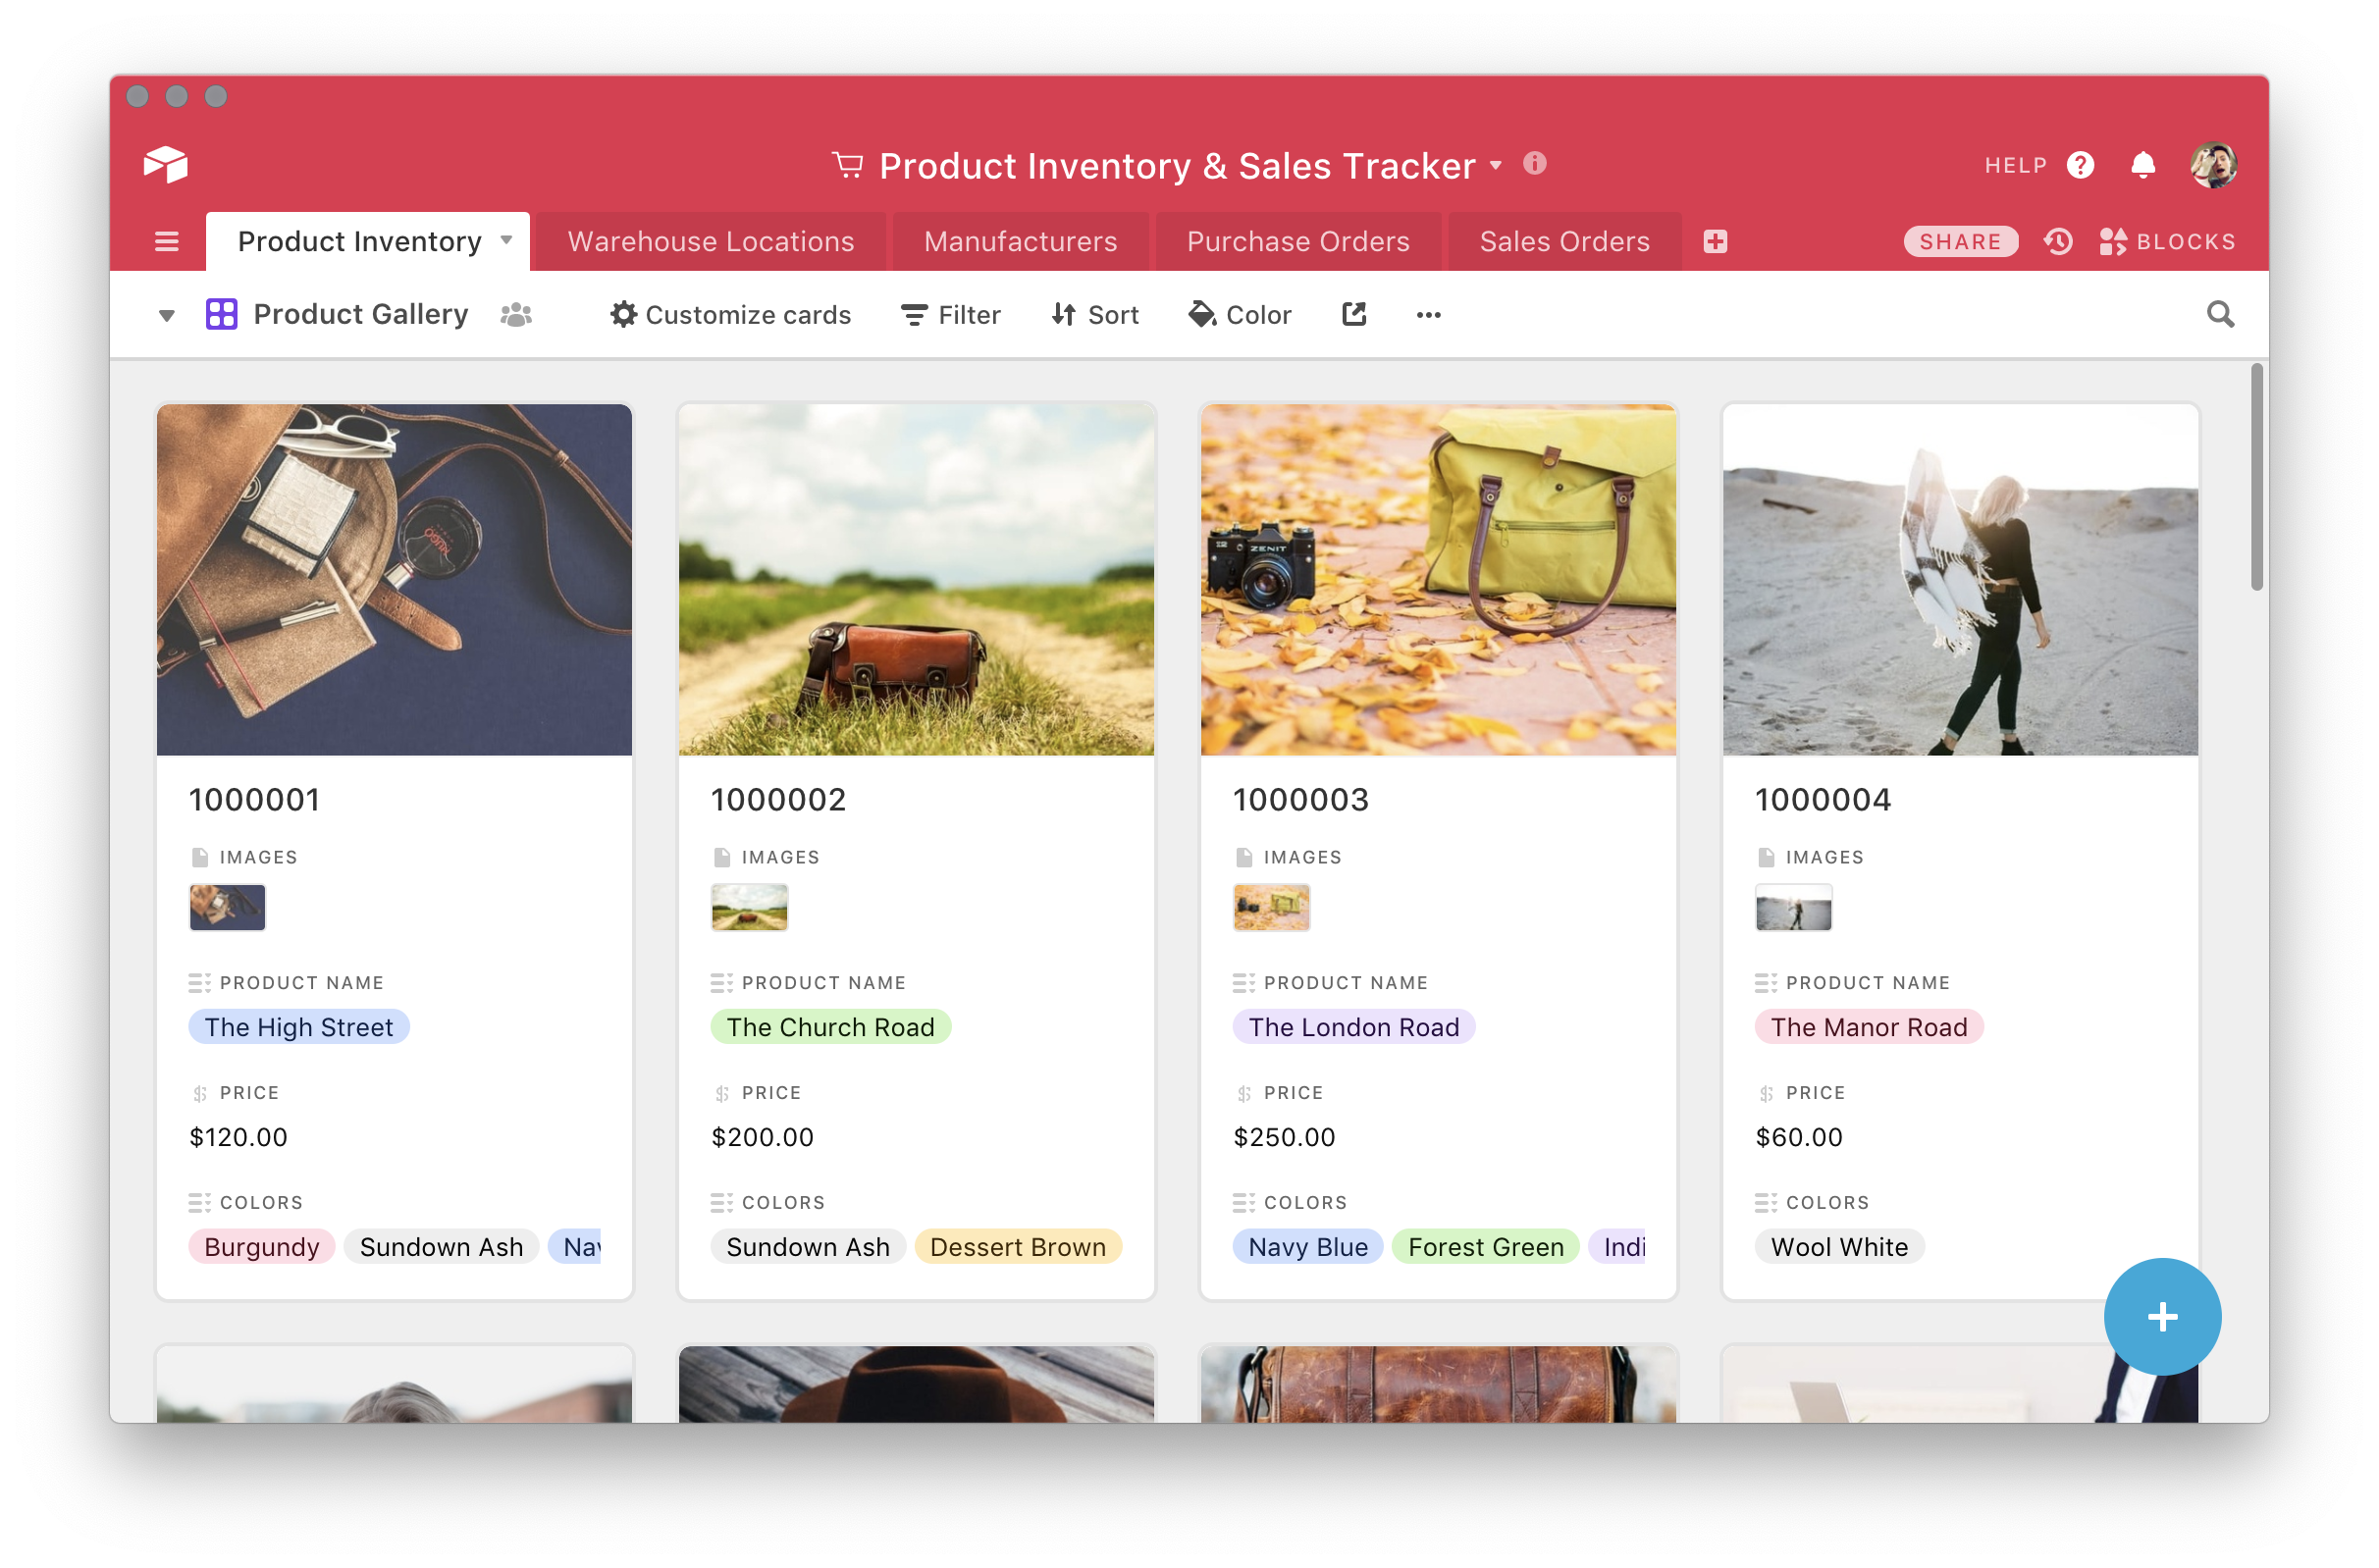 Product Inventory & Sales Tracker
HELP
Product Inventory
Warehouse Locations
Manufacturers
Purchase Orders
Sales Orders
SHARE
BLOCKS
Product Gallery
Customize cards
Filter
Sort
Color
ZENIT
1000001
IMAGES
PRODUCT NAME
The High Street
PRICE
$120.00
COLORS
Burgundy
Sundown Ash
Nav
1000002
IMAGES
PRODUCT NAME
The Church Road
PRICE
$200.00
COLORS
Sundown Ash
Dessert Brown
1000003
IMAGES
PRODUCT NAME
The London Road
PRICE
$250.00
COLORS
Navy Blue
Forest Green
Indi
1000004
IMAGES
PRODUCT NAME
The Manor Road
PRICE
$60.00
COLORS
Wool White